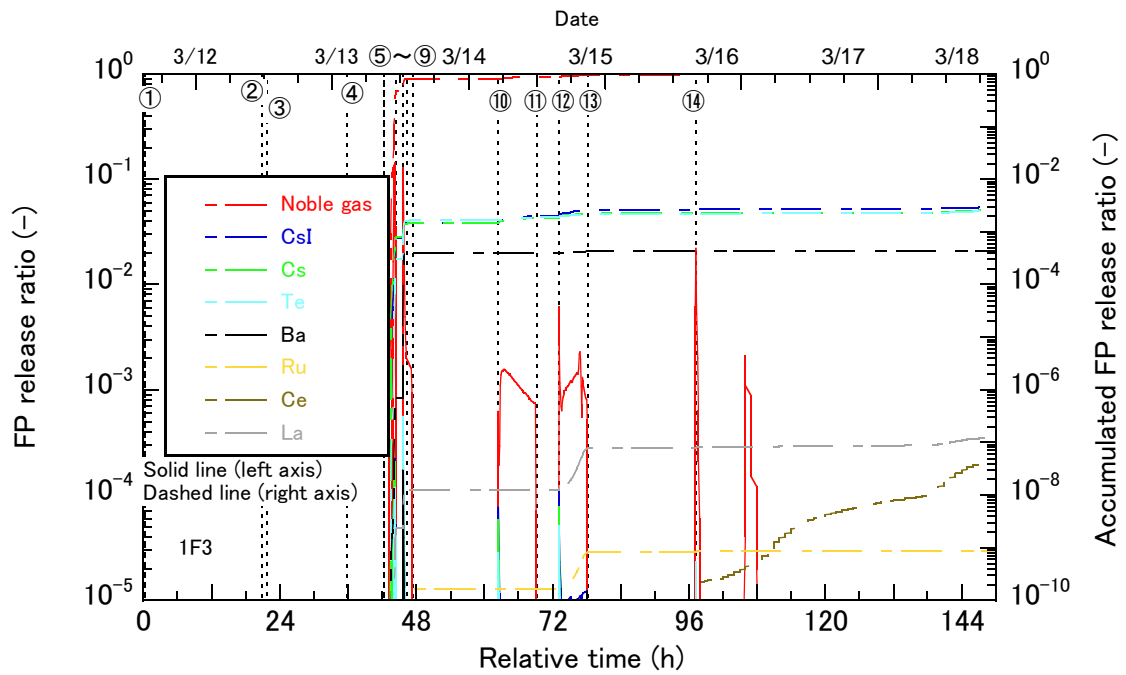 Date
3/12 3/13 ⑤～⑨ 3/14 3/15 3/16 3/17 3/18
① ② ③ ④ ⑩ ⑪ ⑫ ⑬ ⑭
10⁰
10⁻¹
10⁻²
10⁻³
10⁻⁴
10⁻⁵
FP release ratio (-)
Noble gas
CsI
Cs
Te
Ba
Ru
Ce
La
Solid line (left axis)
Dashed line (right axis)
1F3
10⁰
10⁻²
10⁻⁴
10⁻⁶
10⁻⁸
10⁻¹⁰
Accumulated FP release ratio (-)
0 24 48 72 96 120 144
Relative time (h)